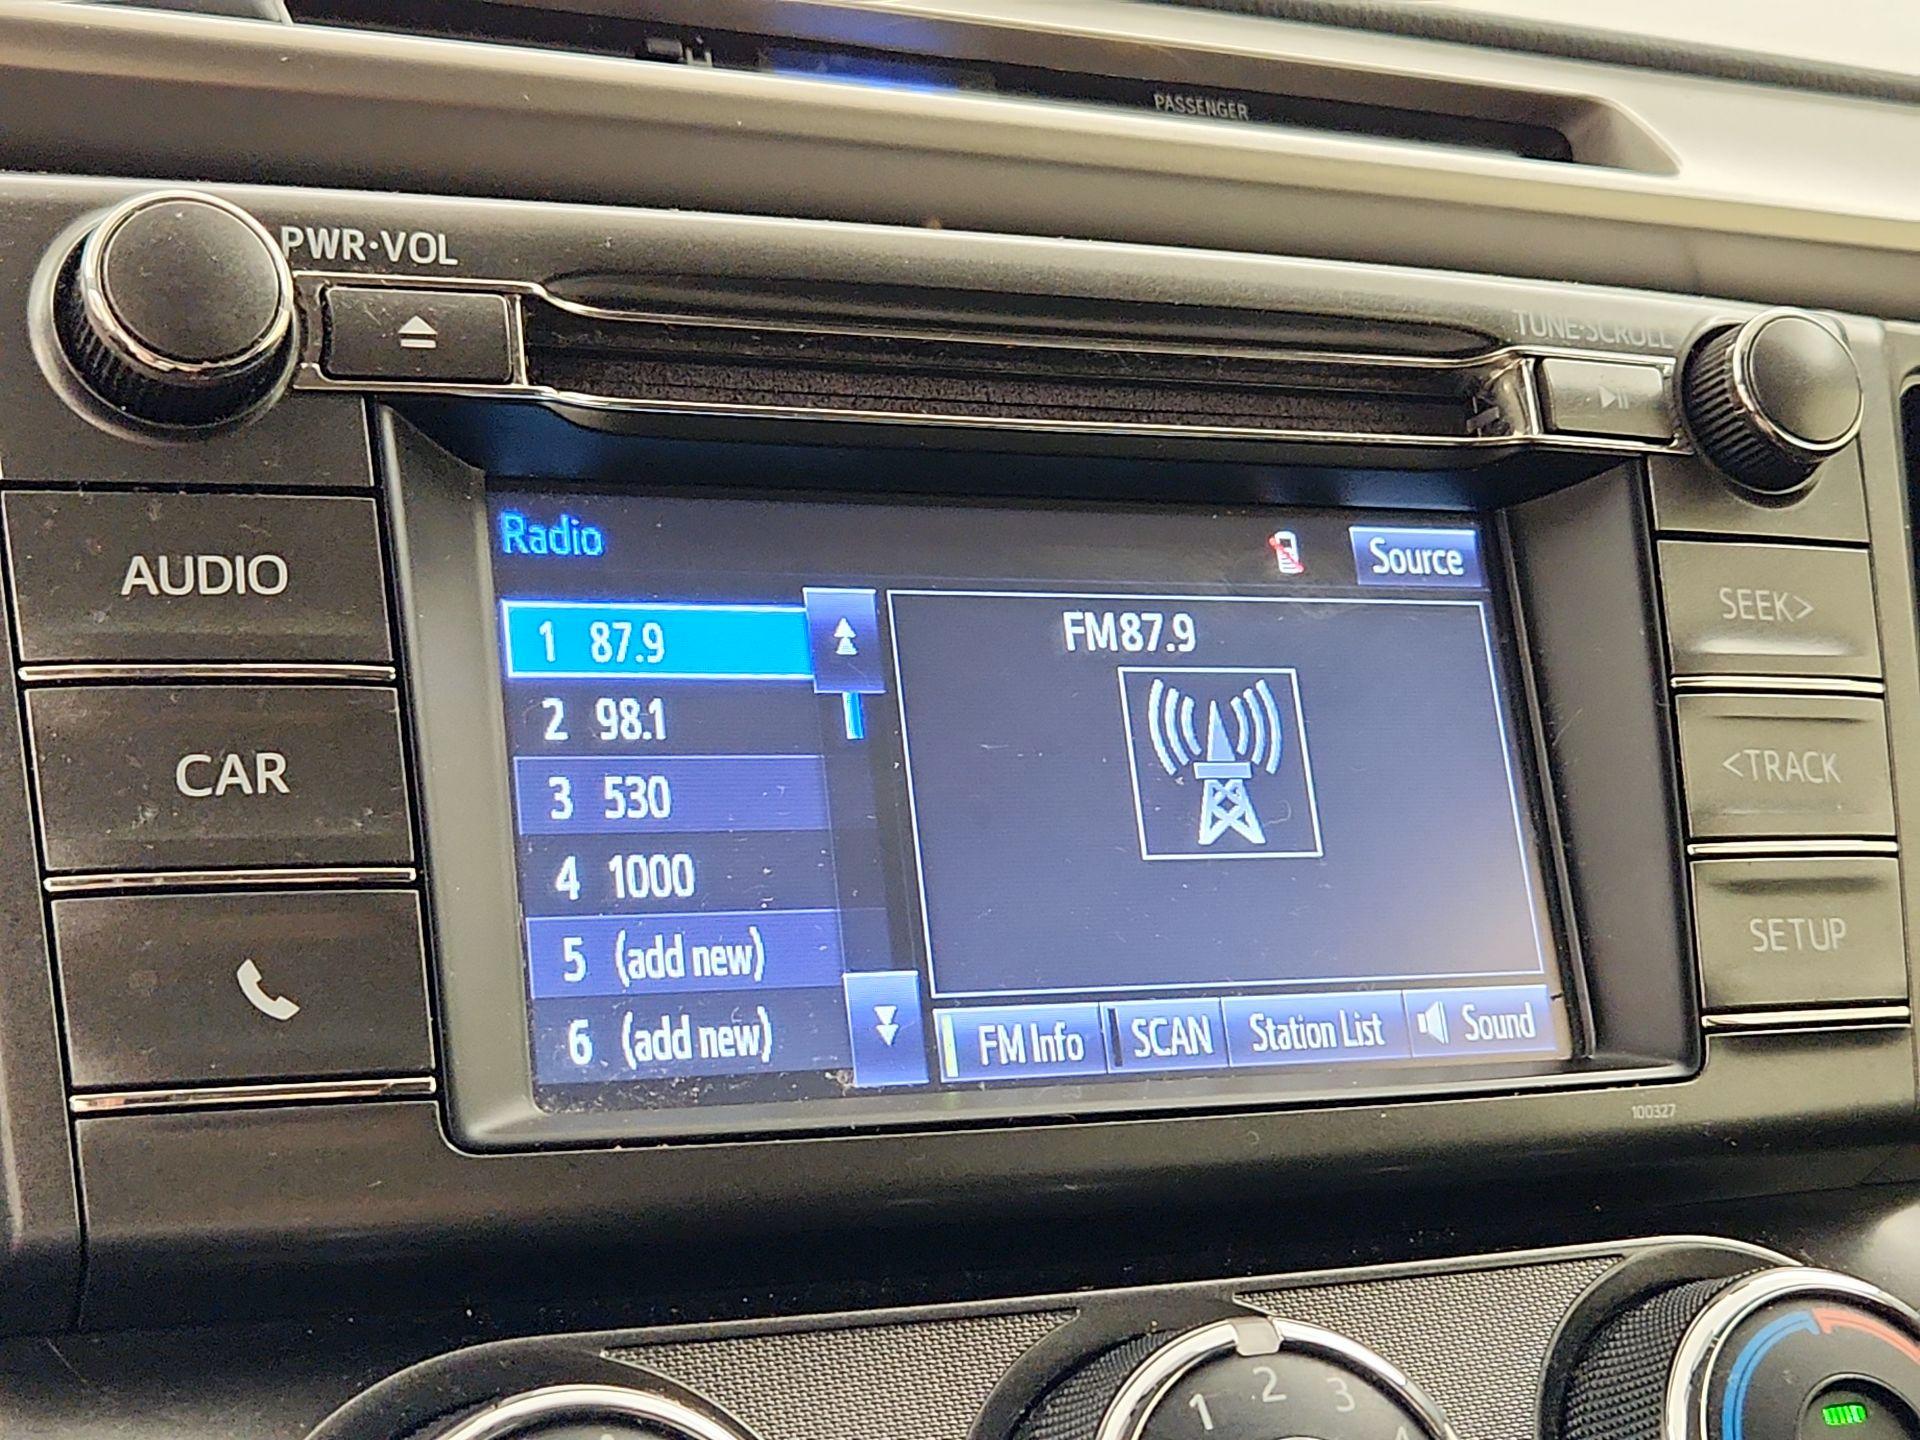 PASSENGER
PWR·VOL
TUNE·SCROLL
AUDIO
CAR
Radio
Source
1 87.9
2 98.1
3 530
4 1000
5 (add new)
6 (add new)
FM87.9
FM Info
SCAN
Station List
Sound
SEEK>
<TRACK
SETUP
100327
1 2 3